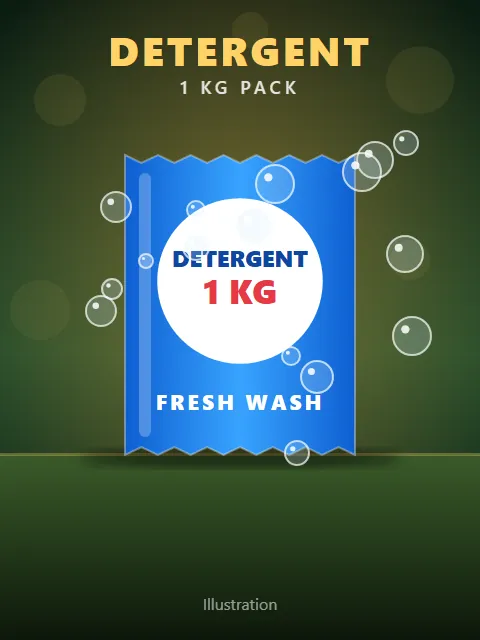 DETERGENT
1 KG PACK
DETERGENT
1 KG
FRESH WASH
Illustration